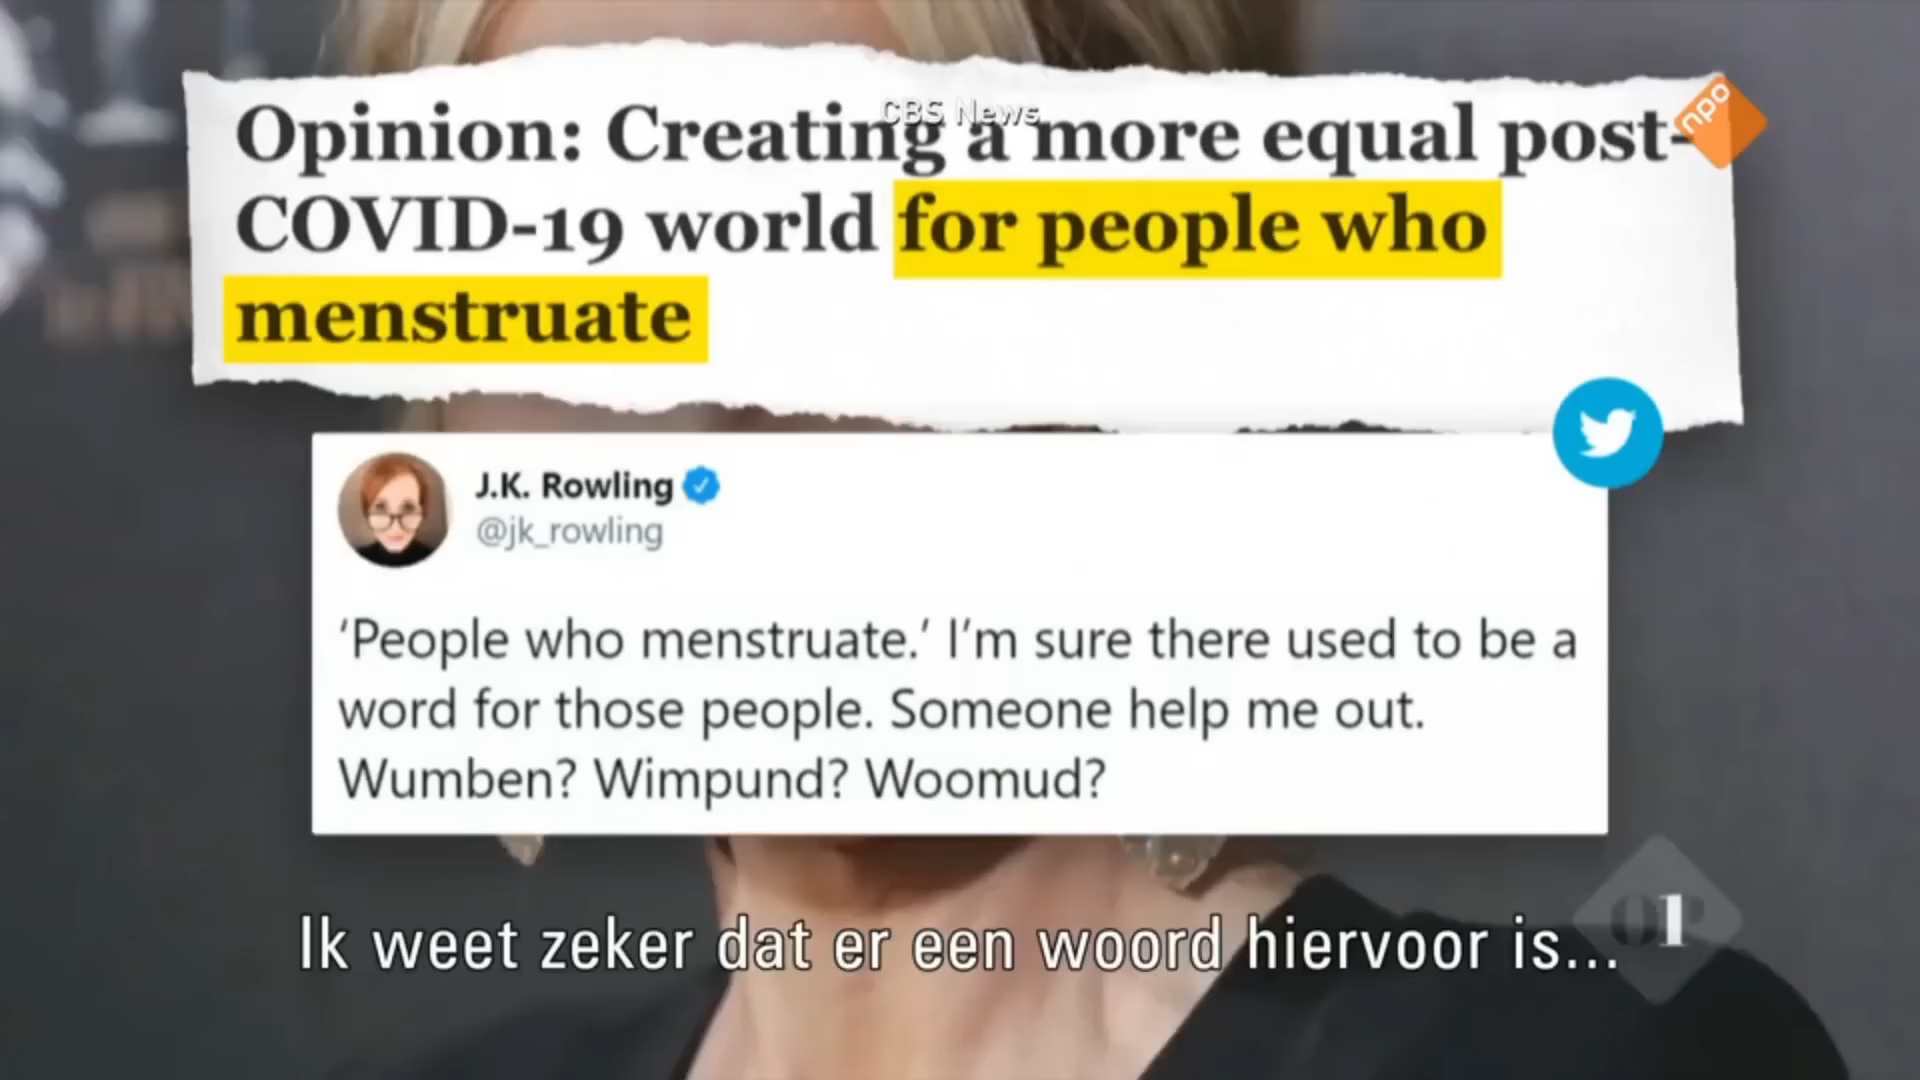 CBS News
npo
Opinion: Creating a more equal post-
COVID-19 world for people who
menstruate
J.K. Rowling
@jk_rowling
‘People who menstruate.’ I’m sure there used to be a
word for those people. Someone help me out.
Wumben? Wimpund? Woomud?
Ik weet zeker dat er een woord hiervoor is...
OP1